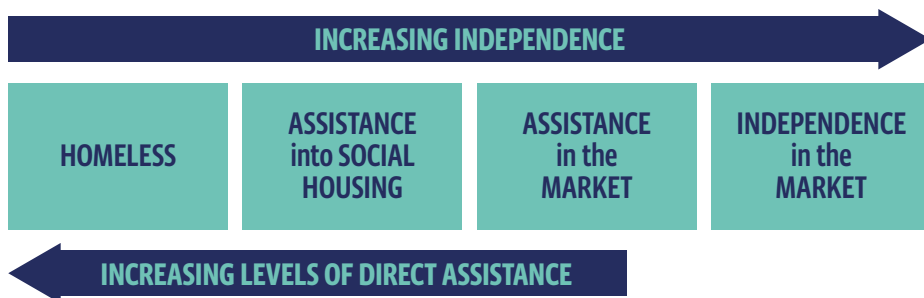 INCREASING INDEPENDENCE
HOMELESS
ASSISTANCE
into SOCIAL
HOUSING
ASSISTANCE
in the
MARKET
INDEPENDENCE
in the
MARKET
INCREASING LEVELS OF DIRECT ASSISTANCE